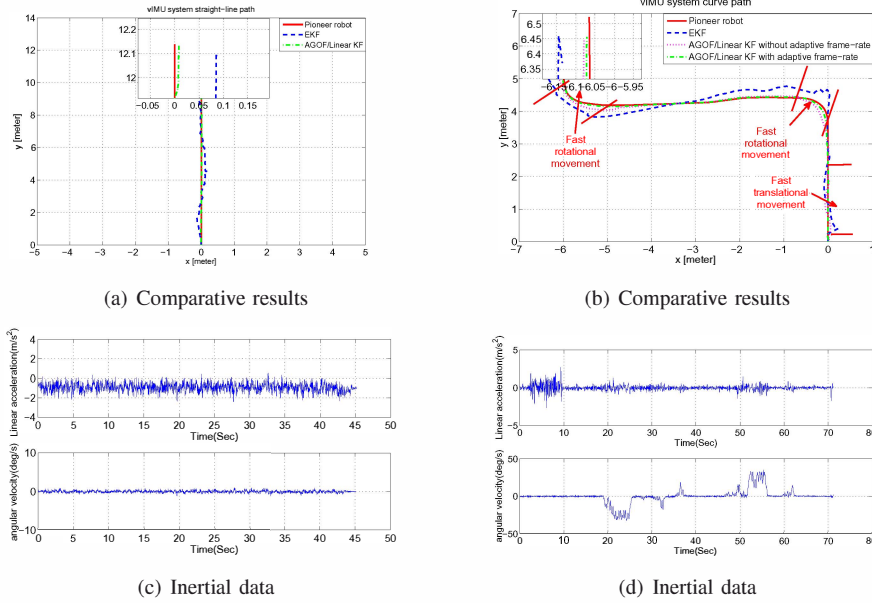 vIMU system straight-line path
Pioneer robot
EKF
AGOF/Linear KF
14
12
10
8
6
4
2
0
12.2
12.1
12
−0.05 0 0.05 0.1 0.15
−5 −4 −3 −2 −1 0 1 2 3 4 5
x [meter]
y [meter]
(a) Comparative results
vIMU system curve path
Pioneer robot
EKF
AGOF/Linear KF without adaptive frame−rate
AGOF/Linear KF with adaptive frame−rate
7
6
5
4
3
2
1
0
6.5
6.45
6.4
6.35
6.05 −6 −5.95
Fast
rotational
movement
Fast
rotational
movement
Fast
translational
movement
−7 −6 −5 −4 −3 −2 −1 0 1
x [meter]
y [meter]
(b) Comparative results
Linear acceleration(m/s²)
4
2
0
−2
−4
0 5 10 15 20 25 30 35 40 45 50
Time(Sec)
angular velocity(deg/s)
10
0
−10
0 5 10 15 20 25 30 35 40 45 50
Time(Sec)
(c) Inertial data
Linear acceleration(m/s²)
5
0
−5
0 10 20 30 40 50 60 70 80
Time(Sec)
angular velocity(deg/s)
50
0
−50
0 10 20 30 40 50 60 70 80
Time(Sec)
(d) Inertial data